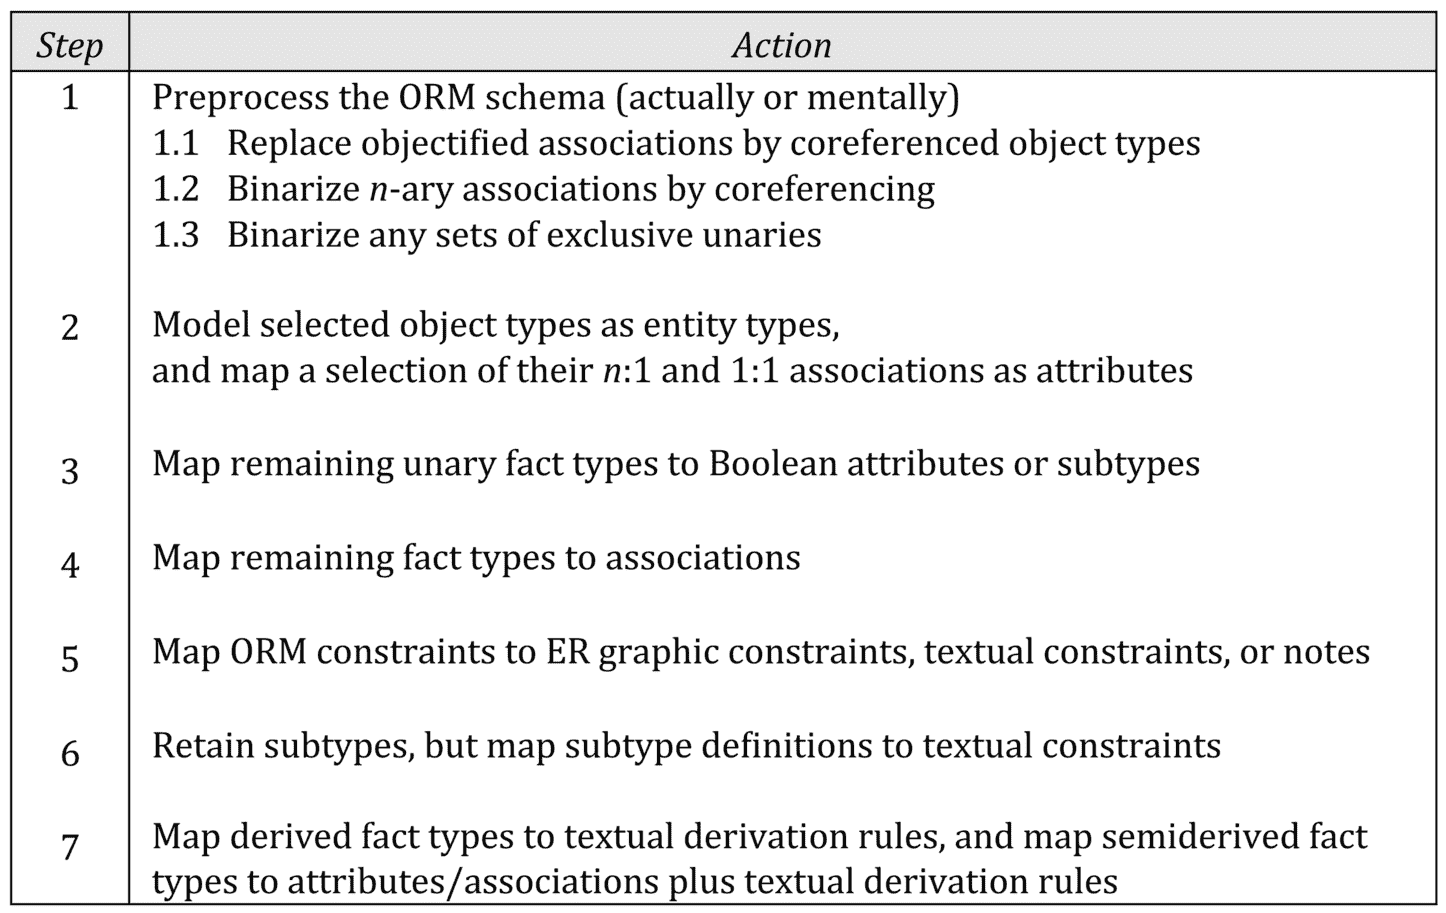 Step Action
1 Preprocess the ORM schema (actually or mentally)
1.1 Replace objectified associations by coreferenced object types
1.2 Binarize n-ary associations by coreferencing
1.3 Binarize any sets of exclusive unaries
2 Model selected object types as entity types,
and map a selection of their n:1 and 1:1 associations as attributes
3 Map remaining unary fact types to Boolean attributes or subtypes
4 Map remaining fact types to associations
5 Map ORM constraints to ER graphic constraints, textual constraints, or notes
6 Retain subtypes, but map subtype definitions to textual constraints
7 Map derived fact types to textual derivation rules, and map semiderived fact
types to attributes/associations plus textual derivation rules